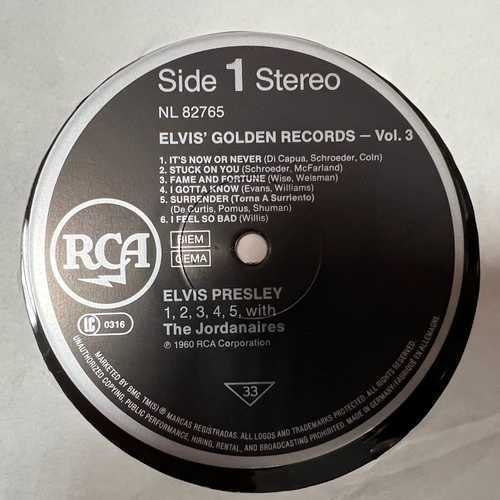 Side 1 Stereo
NL 82765
ELVIS' GOLDEN RECORDS – Vol. 3
1. IT'S NOW OR NEVER (Di Capua, Schroeder, Coln)
2. STUCK ON YOU (Schroeder, McFarland)
3. FAME AND FORTUNE (Wise, Weisman)
4. I GOTTA KNOW (Evans, Williams)
5. SURRENDER (Torna A Surriento)
(De Curtis, Pomus, Shuman)
6. I FEEL SO BAD (Willis)
RCA
BIEM
GEMA
ELVIS PRESLEY
1, 2, 3, 4, 5, with
The Jordanaires
℗ 1960 RCA Corporation
LC 0316
33
MARKETED BY BMG. TM(S) ® MARCAS REGISTRADAS. ALL LOGOS AND TRADEMARKS PROTECTED. ALL RIGHTS RESERVED.
UNAUTHORIZED COPYING, PUBLIC PERFORMANCE, HIRING, RENTAL, AND BROADCASTING PROHIBITED. MADE IN GERMANY/FABRIQUÉ EN ALLEMAGNE.